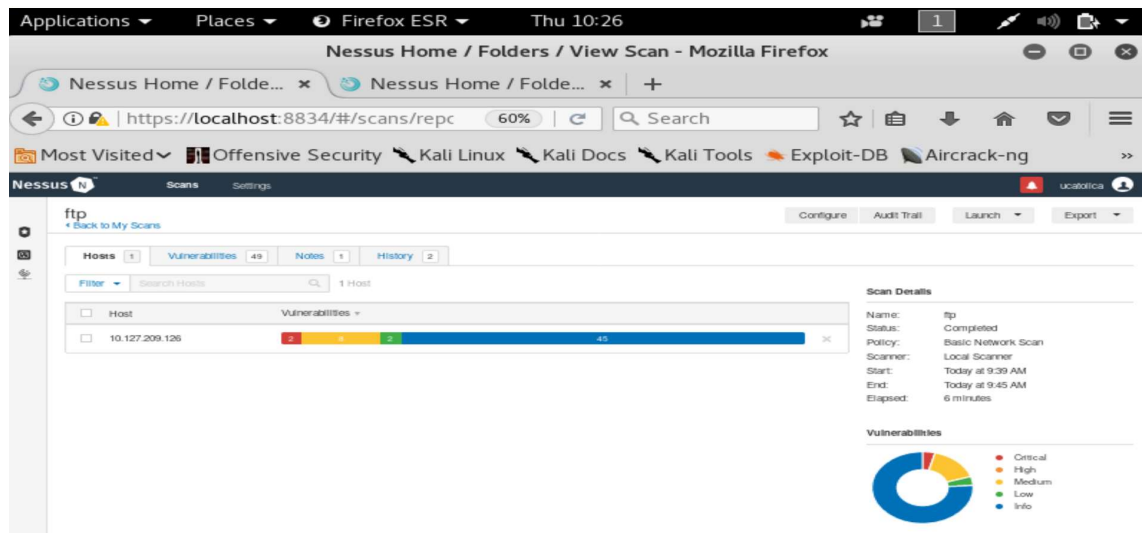 Applications Places Firefox ESR Thu 10:26 1
Nessus Home / Folders / View Scan - Mozilla Firefox
Nessus Home / Folde... × Nessus Home / Folde... × +
https://localhost:8834/#/scans/repc 60% Search
Most Visited Offensive Security Kali Linux Kali Docs Kali Tools Exploit-DB Aircrack-ng »
Nessus N Scans Settings ucatolica
ftp Configure Audit Trail Launch Export
Back to My Scans
Hosts 1 Vulnerabilities 49 Notes 1 History 2
Filter Search Hosts 1 Host
Host Vulnerabilities
10.127.209.126 2 2 45
Scan Details
Name: ftp
Status: Completed
Policy: Basic Network Scan
Scanner: Local Scanner
Start: Today at 9:39 AM
End: Today at 9:45 AM
Elapsed: 6 minutes
Vulnerabilities
Critical
High
Medium
Low
Info